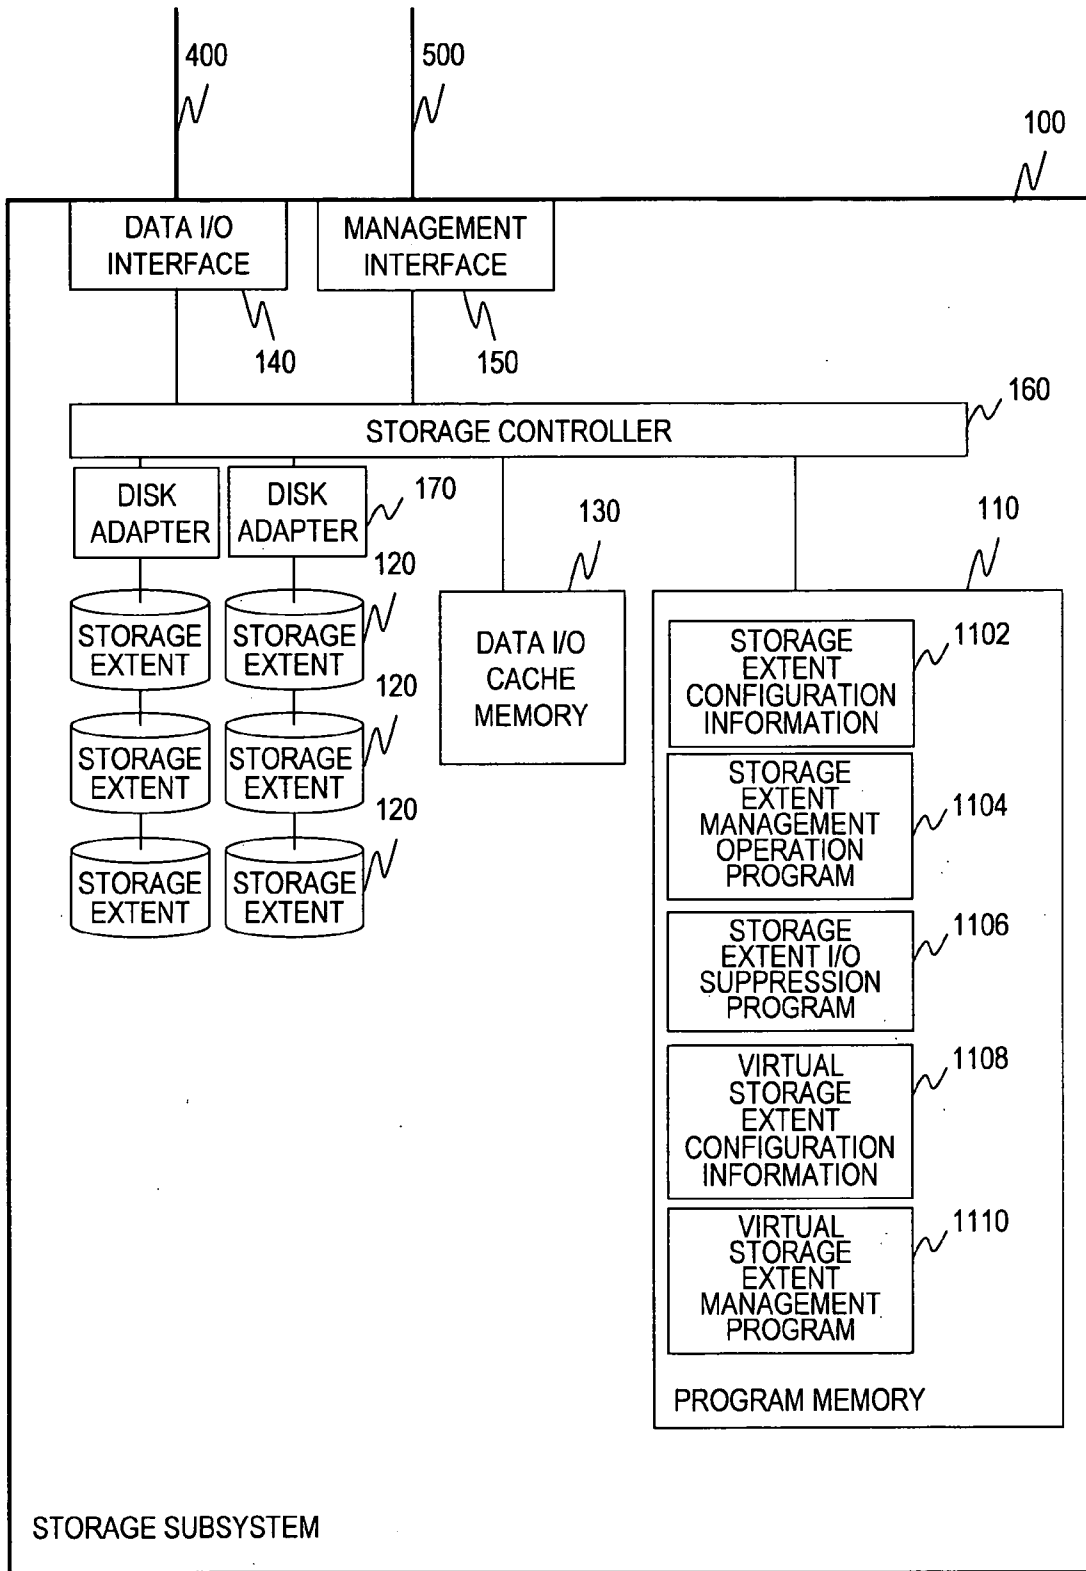 400
500
100
DATA I/O
INTERFACE
MANAGEMENT
INTERFACE
140
150
160
STORAGE CONTROLLER
DISK
ADAPTER
DISK
ADAPTER
170
130
110
120
STORAGE
EXTENT
STORAGE
EXTENT
120
STORAGE
EXTENT
STORAGE
EXTENT
120
STORAGE
EXTENT
STORAGE
EXTENT
DATA I/O
CACHE
MEMORY
STORAGE
EXTENT
CONFIGURATION
INFORMATION
1102
STORAGE
EXTENT
MANAGEMENT
OPERATION
PROGRAM
1104
STORAGE
EXTENT I/O
SUPPRESSION
PROGRAM
1106
VIRTUAL
STORAGE
EXTENT
CONFIGURATION
INFORMATION
1108
VIRTUAL
STORAGE
EXTENT
MANAGEMENT
PROGRAM
1110
PROGRAM MEMORY
STORAGE SUBSYSTEM